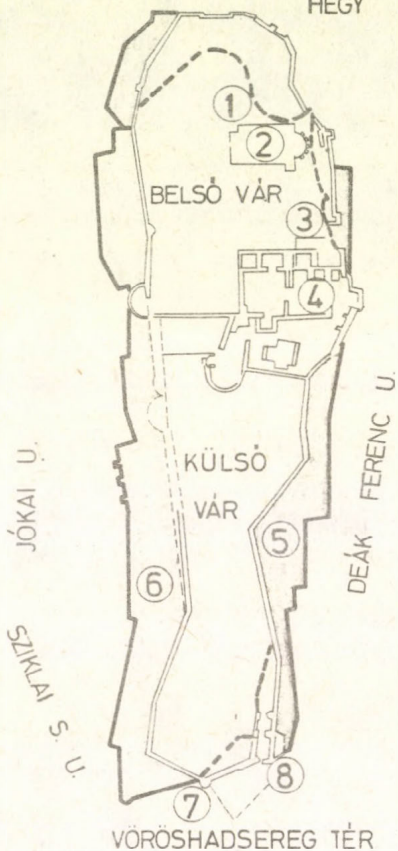 HEGY
1
2
BELSŐ VÁR
3
4
KÜLSŐ
VÁR
5
6
JÓKAI U.
DEÁK FERENC U.
SZIKLAI S. U.
7
8
VÖRÖSHADSEREG TÉR